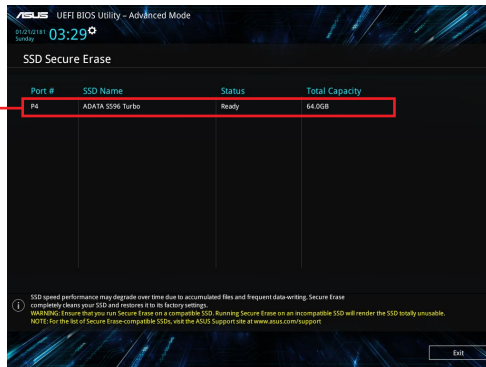 ASUS UEFI BIOS Utility – Advanced Mode
01/21/2181 03:29
Sunday
SSD Secure Erase
Port # SSD Name Status Total Capacity
P4 ADATA S596 Turbo Ready 64.0GB
SSD speed performance may degrade over time due to accumulated files and frequent data-writing. Secure Erase
completely cleans your SSD and restores it to its factory settings.
WARNING: Ensure that you run Secure Erase on a compatible SSD. Running Secure Erase on an incompatible SSD will render the SSD totally unusable.
NOTE: For the list of Secure Erase-compatible SSDs, visit the ASUS Support site at www.asus.com/support
Exit